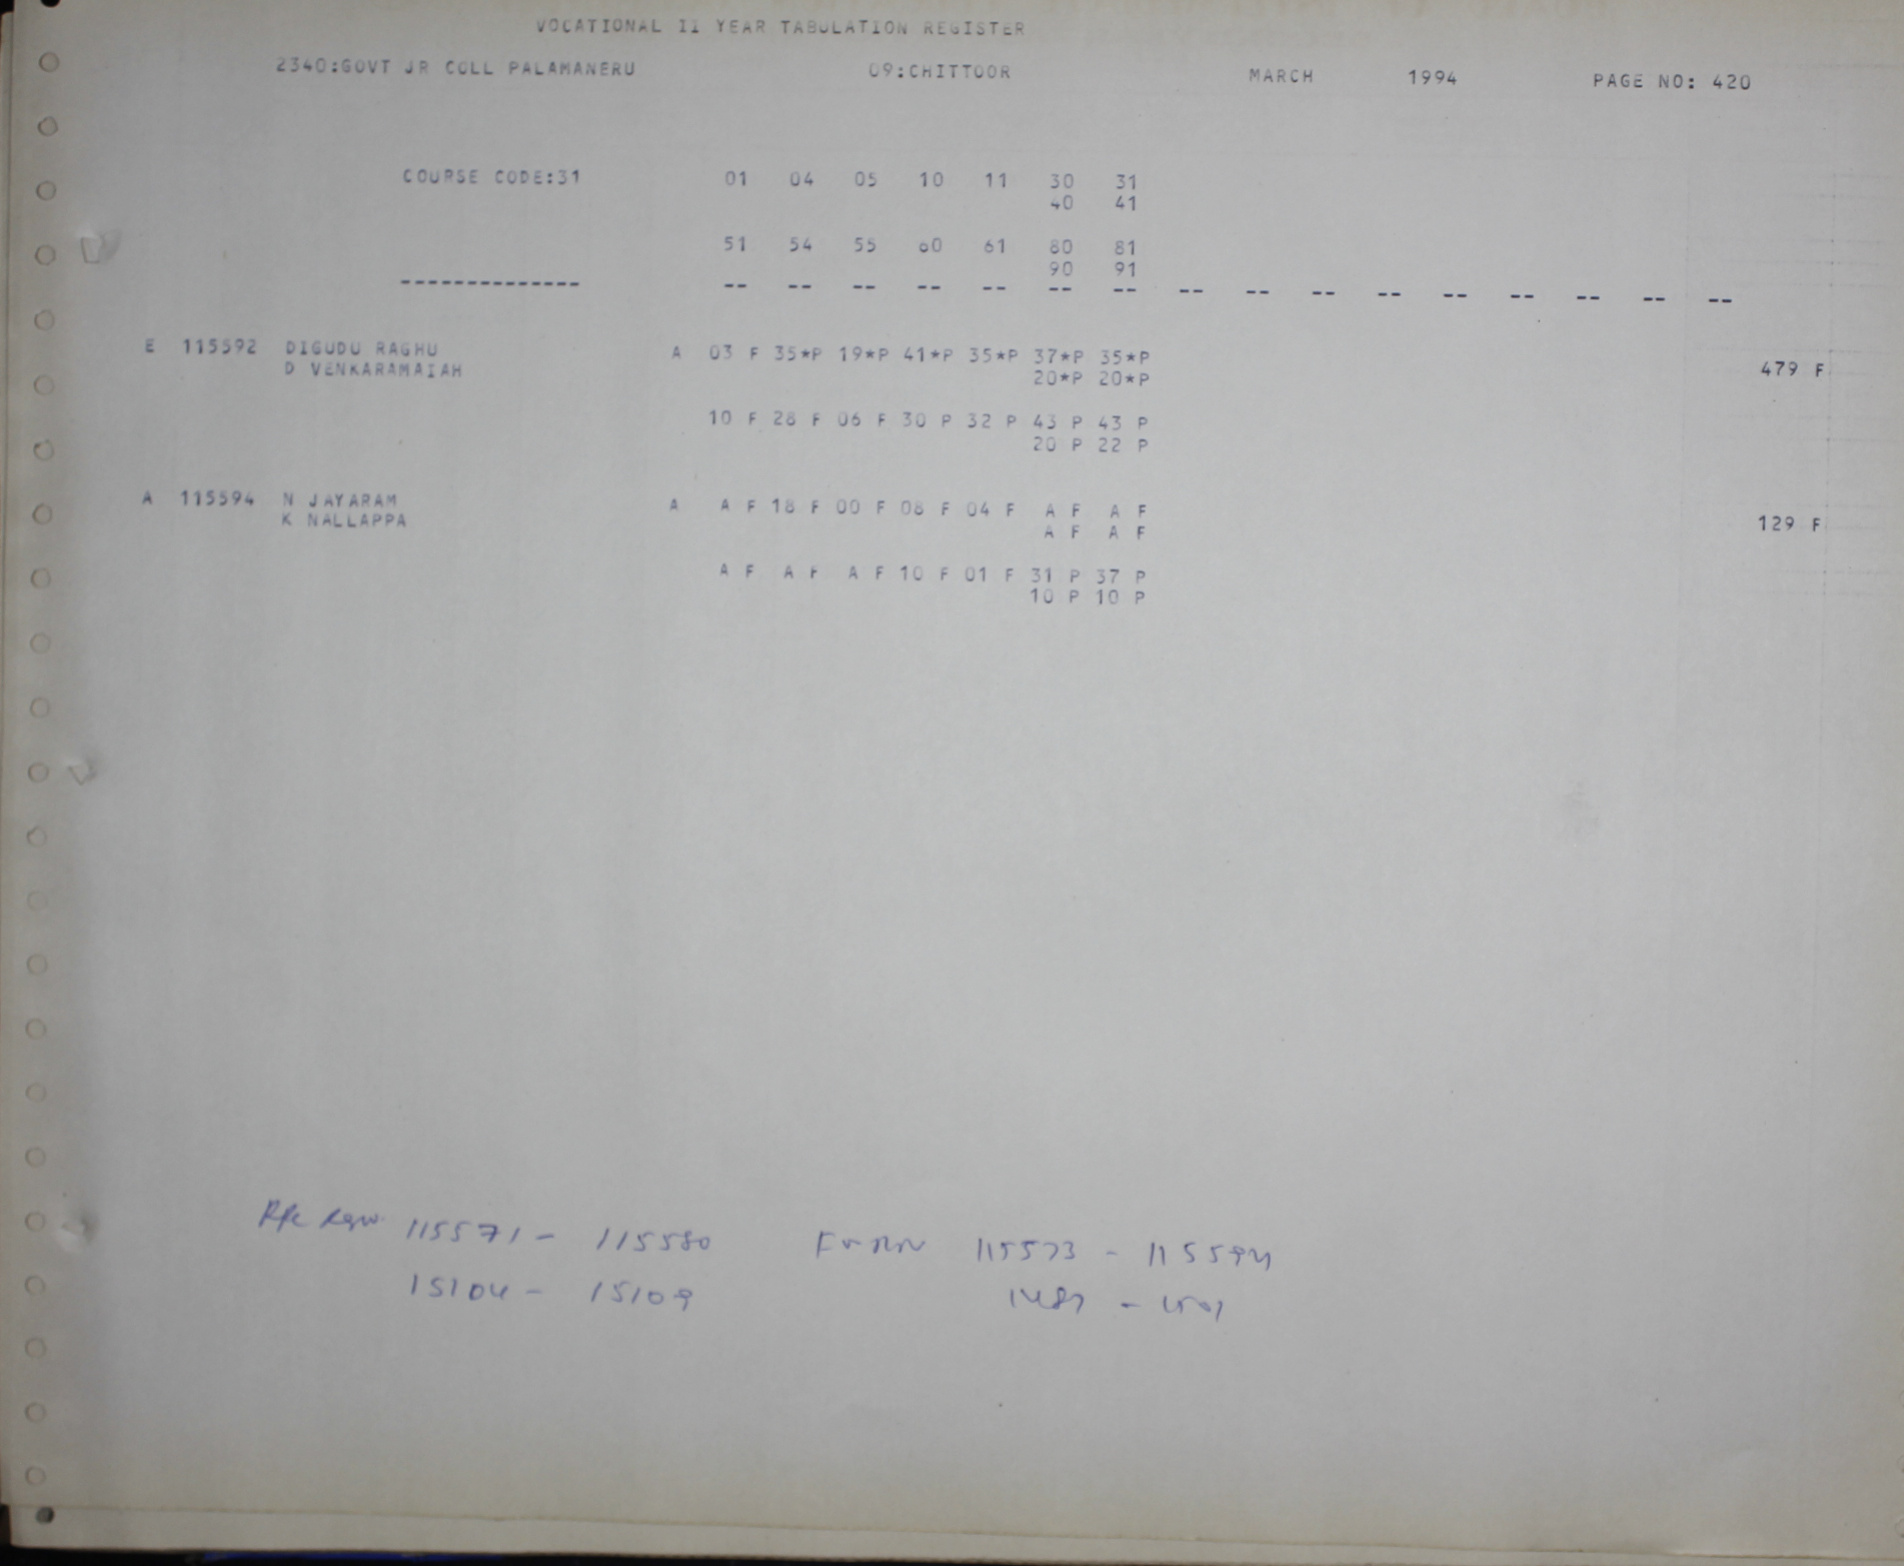 VOCATIONAL II YEAR TABULATION REGISTER
2340:GOVT JR COLL PALAMANERU 09:CHITTOOR MARCH 1994 PAGE NO: 420
COURSE CODE:31 01 04 05 10 11 30 31
40 41
51 54 55 60 61 80 81
90 91
-------------- -- -- -- -- -- -- -- -- -- -- -- -- -- -- -- --
E 115592 DIGUDU RAGHU A 03 F 35*P 19*P 41*P 35*P 37*P 35*P
D VENKARAMAIAH 20*P 20*P 479 F
10 F 28 F 06 F 30 P 32 P 43 P 43 P
20 P 22 P
A 115594 N JAYARAM A A F 18 F 00 F 08 F 04 F A F A F
K NALLAPPA A F A F 129 F
A F A F A F 10 F 01 F 31 P 37 P
10 P 10 P
115571 - 115580 115573 - 115594
15104 - 15109